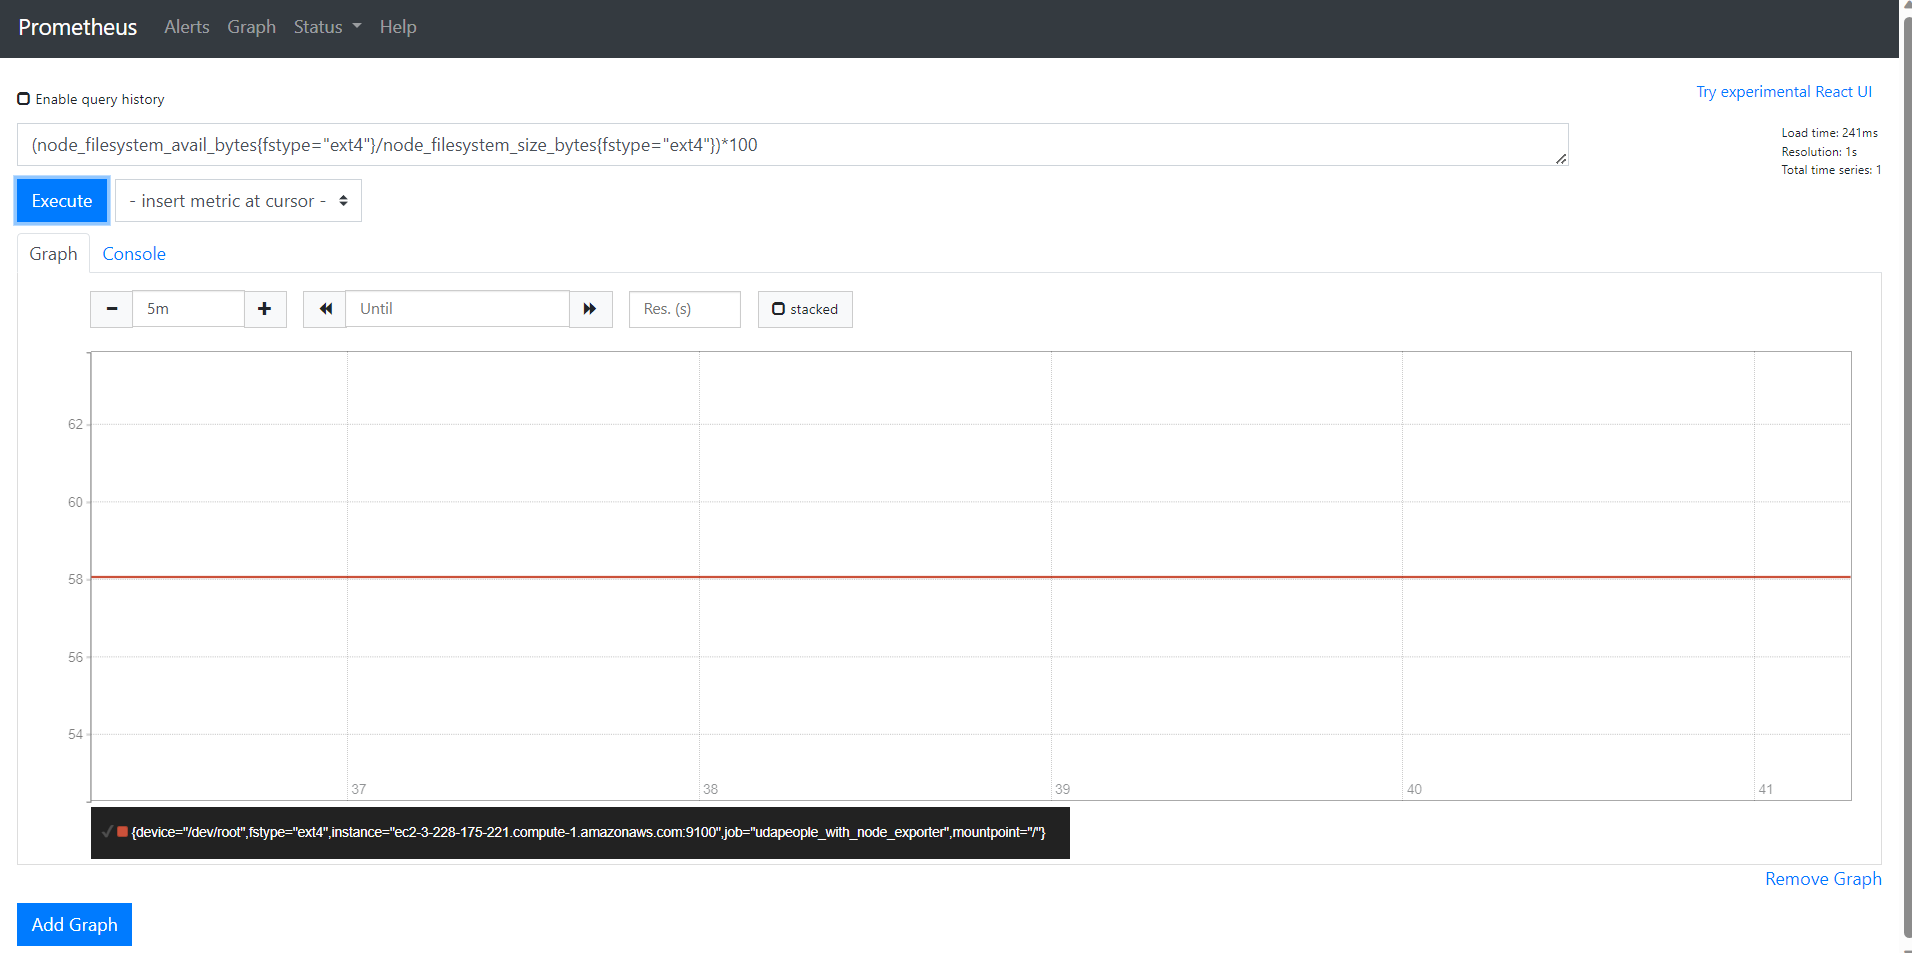 Prometheus Alerts Graph Status Help
Enable query history
Try experimental React UI
(node_filesystem_avail_bytes{fstype="ext4"}/node_filesystem_size_bytes{fstype="ext4"})*100
Load time: 241ms
Resolution: 1s
Total time series: 1
Execute - insert metric at cursor -
Graph Console
5m Until Res. (s) stacked
62
60
58
56
54
37 38 39 40 41
{device="/dev/root",fstype="ext4",instance="ec2-3-228-175-221.compute-1.amazonaws.com:9100",job="udapeople_with_node_exporter",mountpoint="/"}
Remove Graph
Add Graph